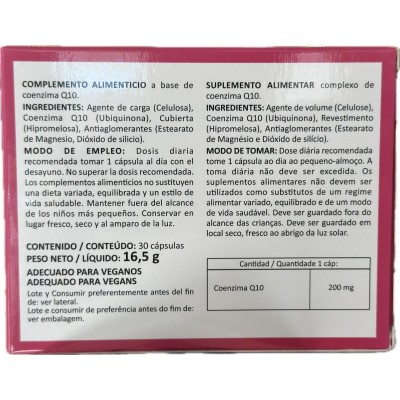 COMPLEMENTO ALIMENTICIO a base de
coenzima Q10.
INGREDIENTES: Agente de carga (Celulosa),
Coenzima Q10 (Ubiquinona), Cubierta
(Hipromelosa), Antiaglomerantes (Estearato
de Magnesio, Dióxido de silicio).
MODO DE EMPLEO: Dosis diaria
recomendada tomar 1 cápsula al día con el
desayuno. No superar la dosis recomendada.
Los complementos alimenticios no sustituyen
una dieta variada, equilibrada y un estilo de
vida saludable. Mantener fuera del alcance
de los niños más pequeños. Conservar en
lugar fresco, seco y al amparo de la luz.
CONTENIDO / CONTEÚDO: 30 cápsulas
PESO NETO / LÍQUIDO: 16,5 g
ADECUADO PARA VEGANOS
ADEQUADO PARA VEGANS
Lote y Consumir preferentemente antes del fin
de: ver lateral.
Lote e consumir de preferência antes do fim de:
ver embalagem.
SUPLEMENTO ALIMENTAR complexo de
coenzima Q10.
INGREDIENTES: Agente de volume (Celulose),
Coenzima Q10 (Ubiquinona), Revestimento
(Hipromelosa), Antiaglomerantes (Estearato
de Magnésio e Dióxido de silício).
MODO DE TOMAR: Dose diária recomendada
tome 1 cápsula ao dia ao pequeno-almoço. A
toma diária não deve ser excedida. Os
suplementos alimentares não devem ser
utilizados como substitutos de um regime
alimentar variado, equilibrado e de um modo
de vida saudável. Deve ser guardado fora do
alcance das crianças. Deve ser guardado em
local seco, fresco ao abrigo da luz solar.
Cantidad / Quantidade 1 cáp:
Coenzima Q10 200 mg